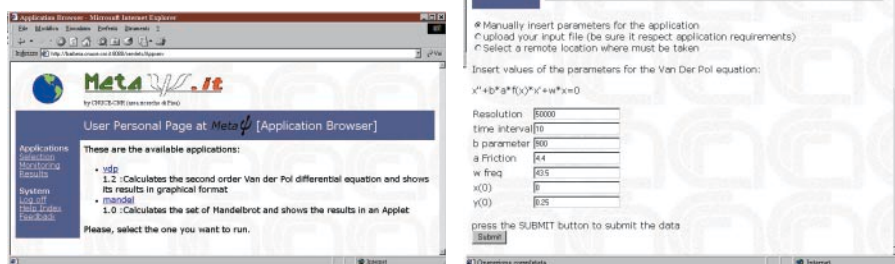 Application Browser - Microsoft Internet Explorer
Meta Ψ .it
by CNUCE-CNR
User Personal Page at MetaΨ [Application Browser]
Applications
Selection
Monitoring
Results
System
Log off
Help Index
Feedback
These are the available applications:
vdp
1.2 :Calculates the second order Van der Pol differential equation and shows
its results in graphical format
mandel
1.0 :Calculates the set of Mandelbrot and shows the results in an Applet
Please, select the one you want to run.
Internet
Manually insert parameters for the application
upload your input file (be sure it respect application requirements)
Select a remote location where must be taken
Insert values of the parameters for the Van Der Pol equation:
x''+b*a*f(x)*x'+w*x=0
Resolution 50000
time interval 10
b parameter 900
a Friction 4.4
w freq 43.5
x(0) 0
y(0) 0.25
press the SUBMIT button to submit the data
Submit
Operazione completata
Internet